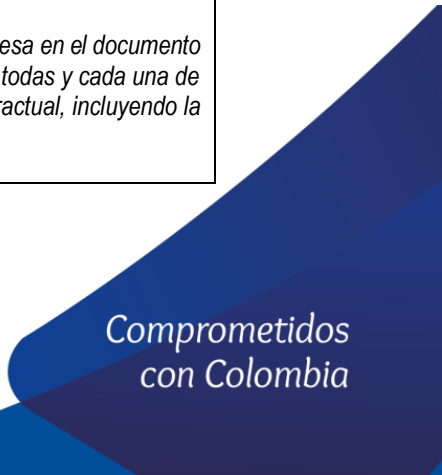 esa en el documento
todas y cada una de
ractual, incluyendo la
Comprometidos
con Colombia